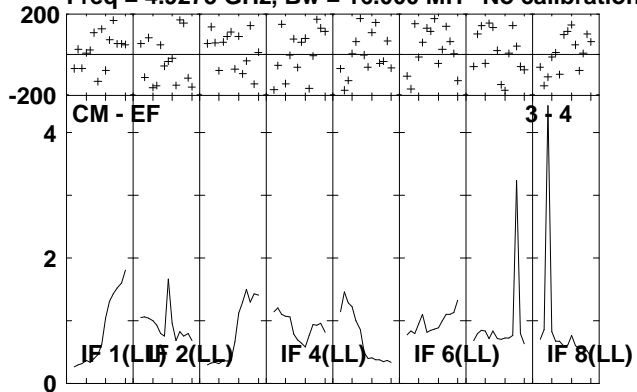 Freq = 4.9276 GHz, Bw = 16.000 MH No calibration
200
-200
CM - EF 3 - 4
4
2
IF 1(LL) IF 2(LL) IF 4(LL) IF 6(LL) IF 8(LL)
0